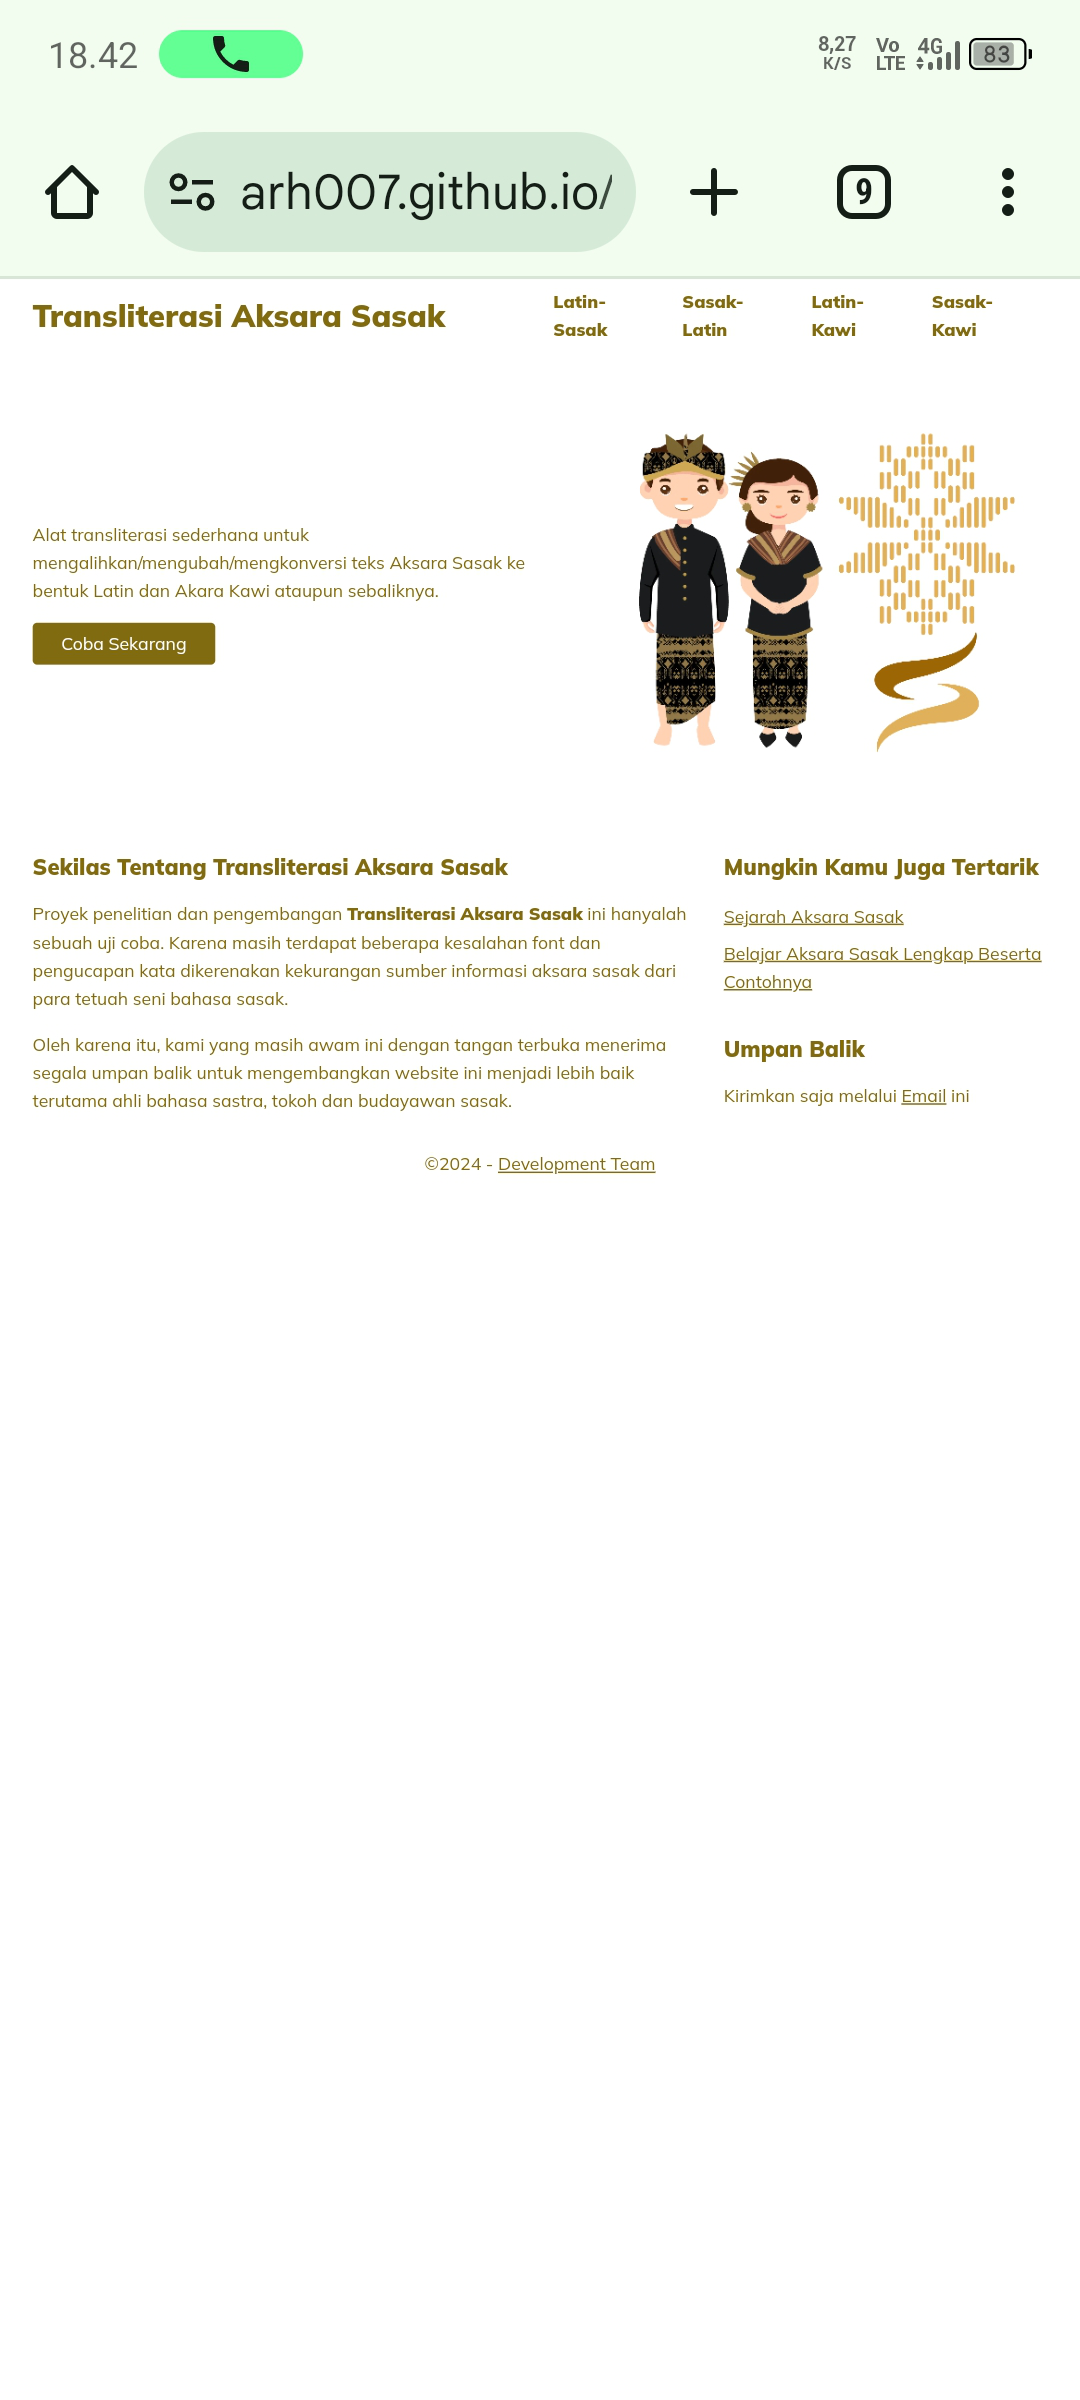 18.42
8,27
K/S
Vo
LTE
4G
83
arh007.github.io/
9
Transliterasi Aksara Sasak
Latin-
Sasak
Sasak-
Latin
Latin-
Kawi
Sasak-
Kawi
Alat transliterasi sederhana untuk
mengalihkan/mengubah/mengkonversi teks Aksara Sasak ke
bentuk Latin dan Akara Kawi ataupun sebaliknya.
Coba Sekarang
Sekilas Tentang Transliterasi Aksara Sasak
Proyek penelitian dan pengembangan Transliterasi Aksara Sasak ini hanyalah
sebuah uji coba. Karena masih terdapat beberapa kesalahan font dan
pengucapan kata dikerenakan kekurangan sumber informasi aksara sasak dari
para tetuah seni bahasa sasak.
Oleh karena itu, kami yang masih awam ini dengan tangan terbuka menerima
segala umpan balik untuk mengembangkan website ini menjadi lebih baik
terutama ahli bahasa sastra, tokoh dan budayawan sasak.
Mungkin Kamu Juga Tertarik
Sejarah Aksara Sasak
Belajar Aksara Sasak Lengkap Beserta
Contohnya
Umpan Balik
Kirimkan saja melalui Email ini
©2024 - Development Team